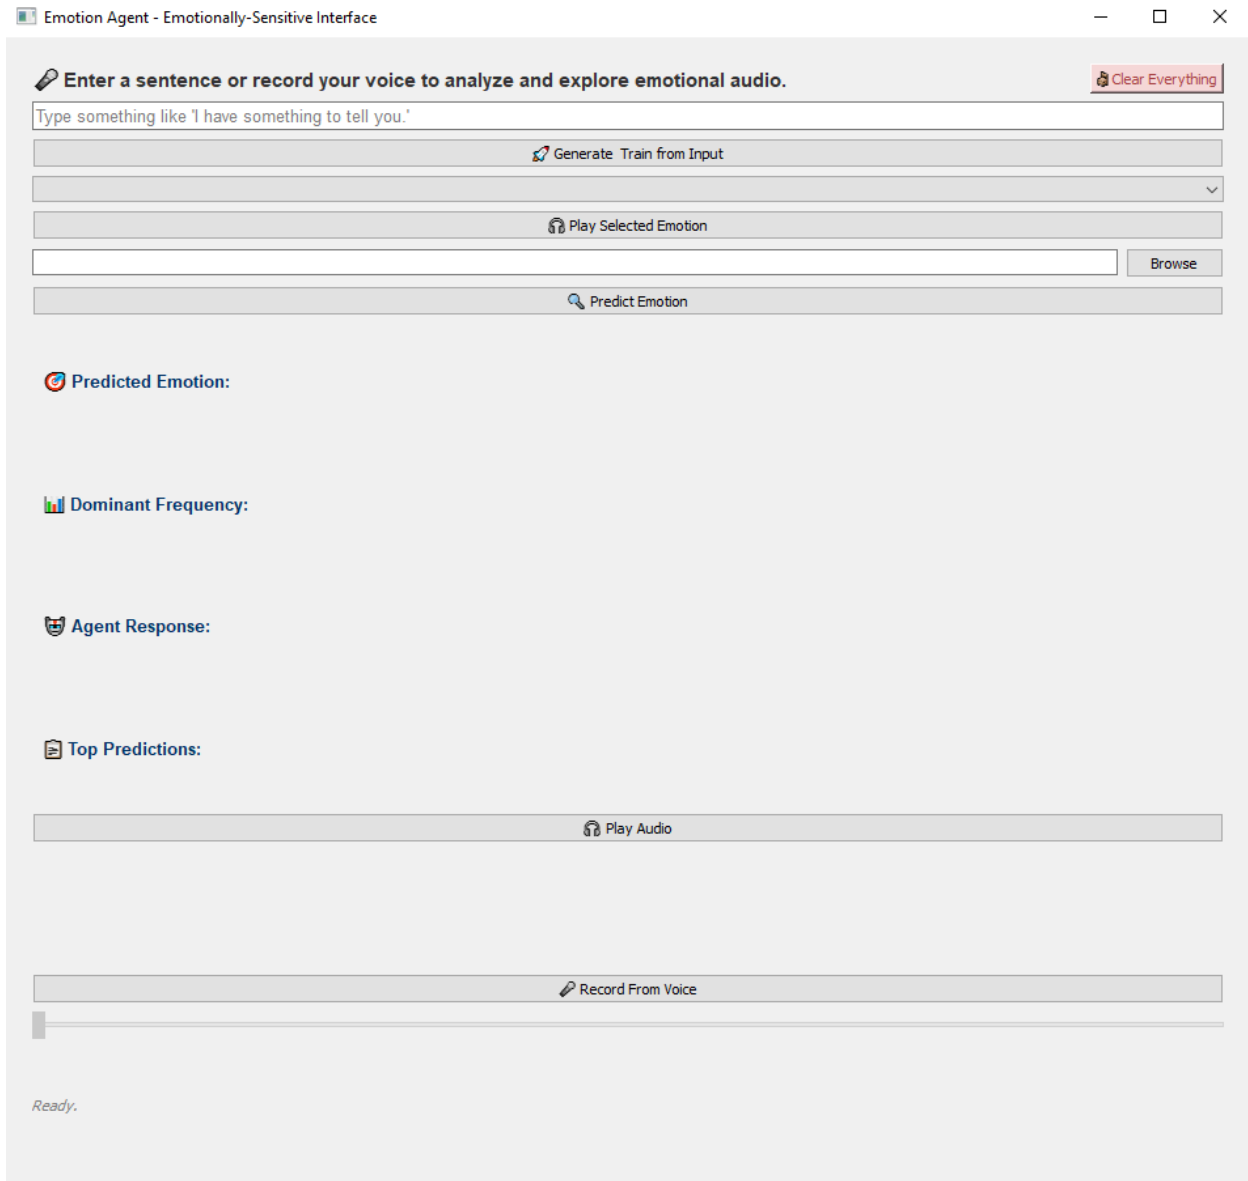 Emotion Agent - Emotionally-Sensitive Interface
Enter a sentence or record your voice to analyze and explore emotional audio.
Clear Everything
Type something like 'I have something to tell you.'
Generate  Train from Input
Play Selected Emotion
Browse
Predict Emotion
Predicted Emotion:
Dominant Frequency:
Agent Response:
Top Predictions:
Play Audio
Record From Voice
Ready.